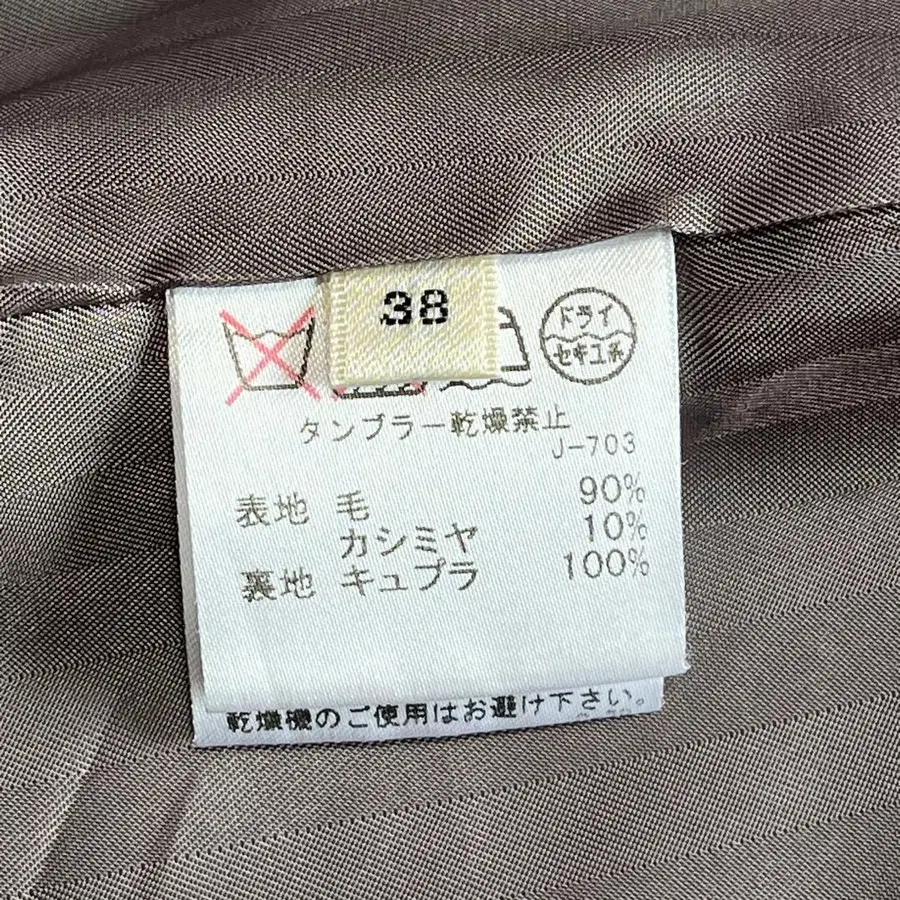 38
ドライ
セキユ系
タンブラー乾燥禁止
J-703
表地 毛 90%
カシミヤ 10%
裏地 キュプラ 100%
乾燥機のご使用はお避け下さい。